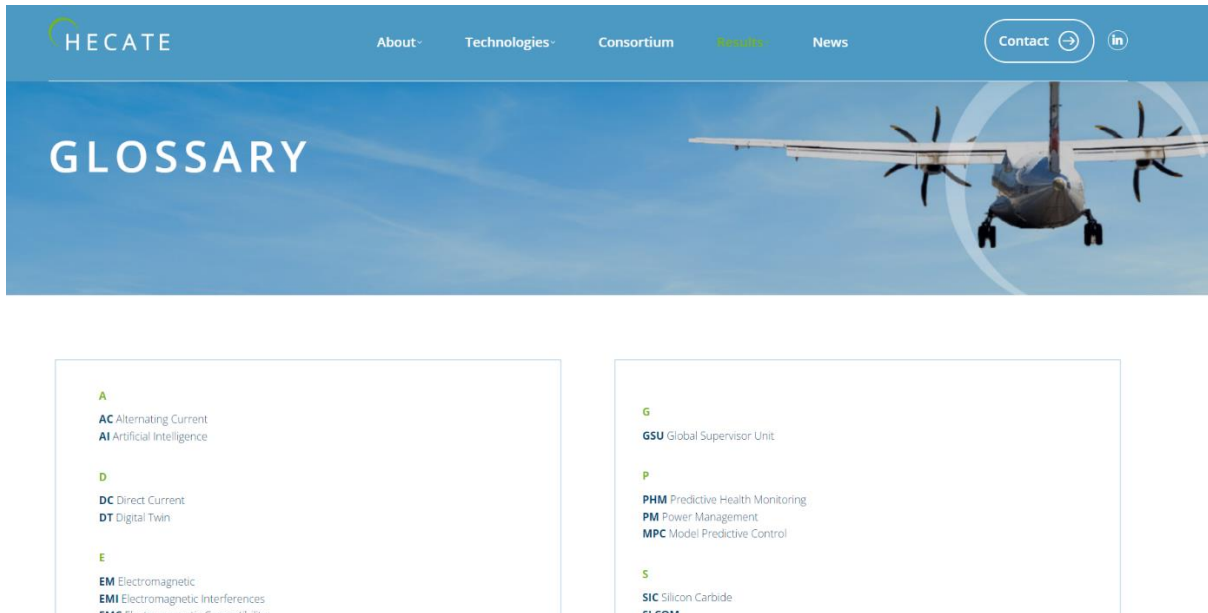 HECATE
About
Technologies
Consortium
Results
News
Contact
in
GLOSSARY
A
AC Alternating Current
AI Artificial Intelligence
D
DC Direct Current
DT Digital Twin
E
EM Electromagnetic
EMI Electromagnetic Interferences
G
GSU Global Supervisor Unit
P
PHM Predictive Health Monitoring
PM Power Management
MPC Model Predictive Control
S
SIC Silicon Carbide